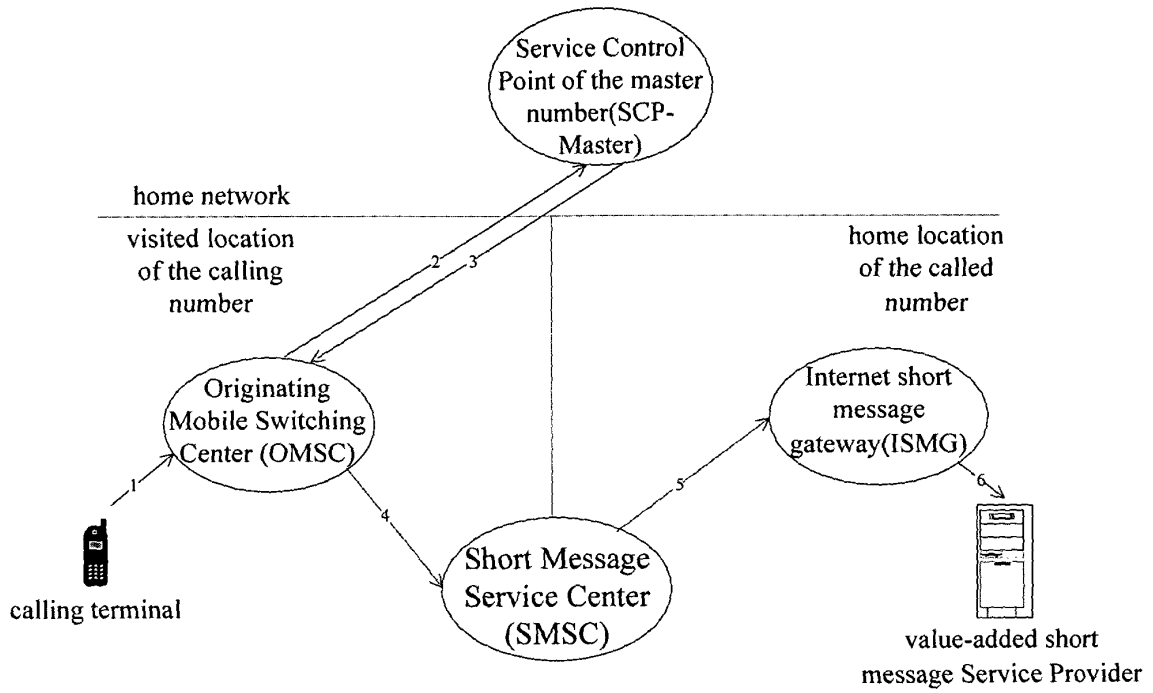 Service Control
Point of the master
number(SCP-
Master)
home network
visited location
of the calling
number
home location
of the called
number
2
3
Originating
Mobile Switching
Center (OMSC)
Internet short
message
gateway(ISMG)
1
4
5
6
calling terminal
Short Message
Service Center
(SMSC)
value-added short
message Service Provider